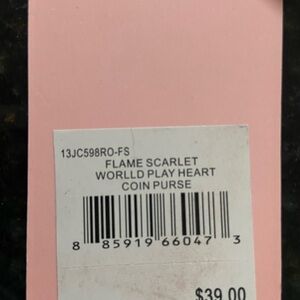 13JC598RO-FS
FLAME SCARLET
WORLLD PLAY HEART
COIN PURSE
8 85919 66047 3
$39.00